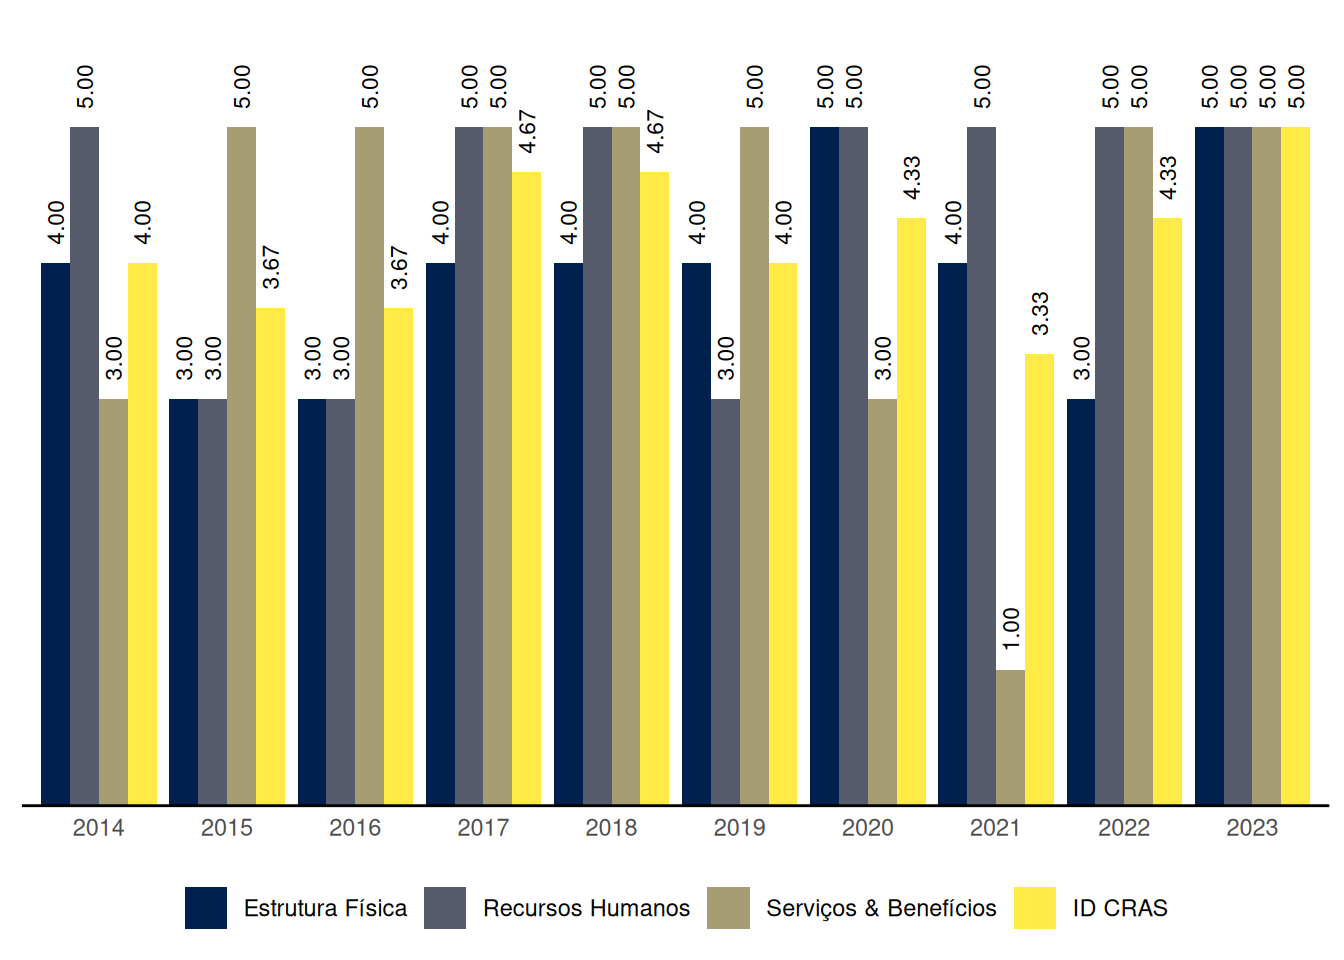 4.00 5.00 3.00 4.00
3.00 3.00 5.00 3.67
3.00 3.00 5.00 3.67
4.00 5.00 5.00 4.67
4.00 5.00 5.00 4.67
4.00 3.00 5.00 4.00
5.00 5.00 3.00 4.33
4.00 5.00 1.00 3.33
3.00 5.00 5.00 4.33
5.00 5.00 5.00 5.00
2014 2015 2016 2017 2018 2019 2020 2021 2022 2023
Estrutura Física Recursos Humanos Serviços & Benefícios ID CRAS